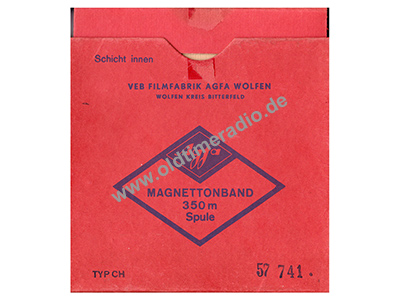 Schicht innen
VEB FILMFABRIK AGFA WOLFEN
WOLFEN KREIS BITTERFELD
Agfa
MAGNETTONBAND
350 m
Spule
TYP CH
57 741.
www.oldtimeradio.de